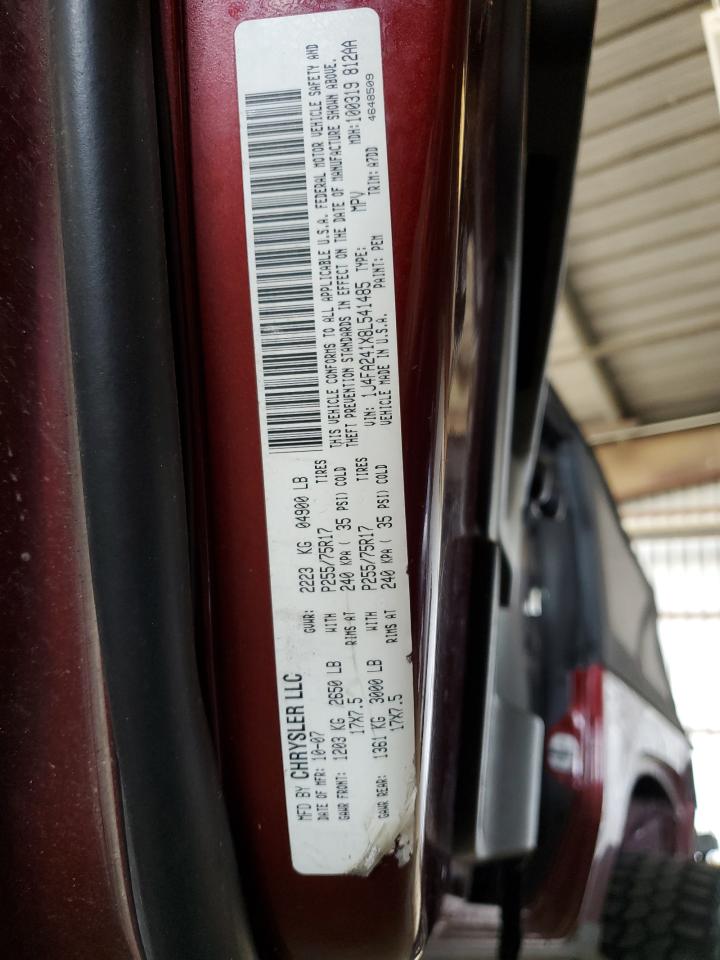 MFD BY CHRYSLER LLC
DATE OF MFR: 10-07 GVWR: 2223 KG 04900 LB
GAWR FRONT: 1203 KG 2650 LB WITH P255/75R17 TIRES
17X7.5 RIMS AT 240 KPA ( 35 PSI) COLD
GAWR REAR: 1361 KG 3000 LB WITH P255/75R17 TIRES
17X7.5 RIMS AT 240 KPA ( 35 PSI) COLD
THIS VEHICLE CONFORMS TO ALL APPLICABLE U.S.A. FEDERAL MOTOR VEHICLE SAFETY AND
THEFT PREVENTION STANDARDS IN EFFECT ON THE DATE OF MANUFACTURE SHOWN ABOVE.
VIN: 1J4FA241X8L541485 TYPE: MPV MDH: 100319 812AA
VEHICLE MADE IN U.S.A. PAINT: PEM TRIM: A7DD 4648509